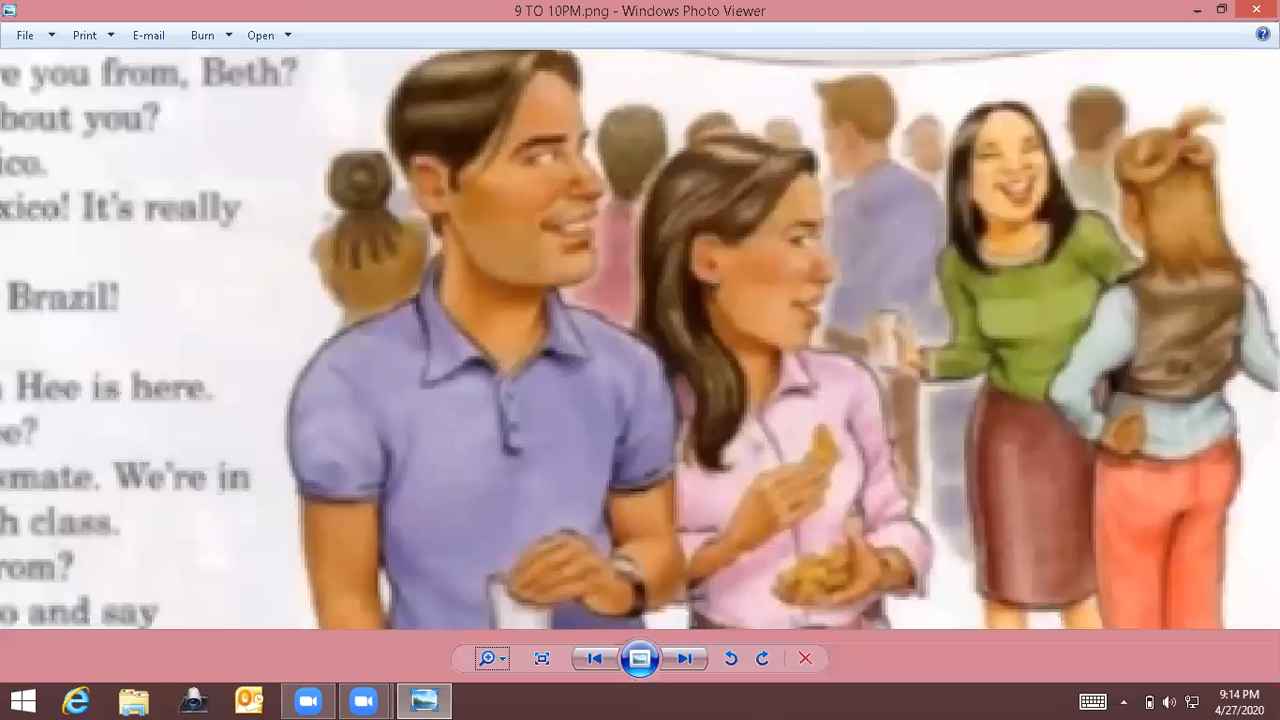 9 TO 10PM.png - Windows Photo Viewer
File Print E-mail Burn Open
e you from, Beth?
bout you?
ico.
xico! It's really
Brazil!
Hee is here.
ee?
smate. We're in
h class.
rom?
o and say
9:14 PM
4/27/2020